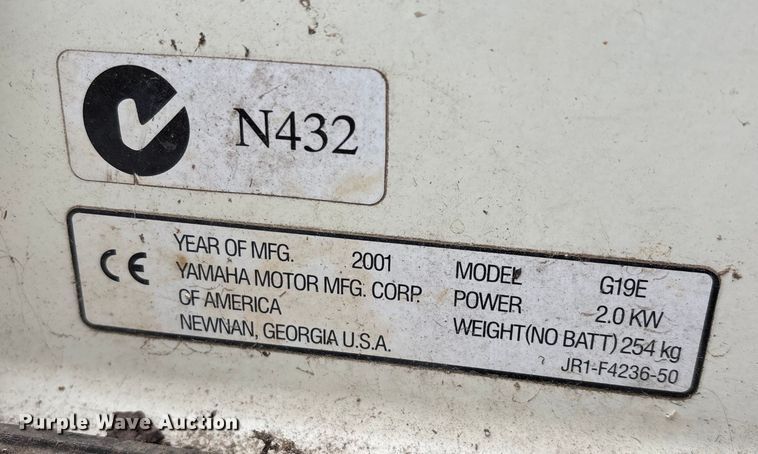 N432
CE
YEAR OF MFG. 2001
YAMAHA MOTOR MFG. CORP.
OF AMERICA
NEWNAN, GEORGIA U.S.A.
MODEL G19E
POWER 2.0 KW
WEIGHT(NO BATT) 254 kg
JR1-F4236-50
Purple Wave Auction